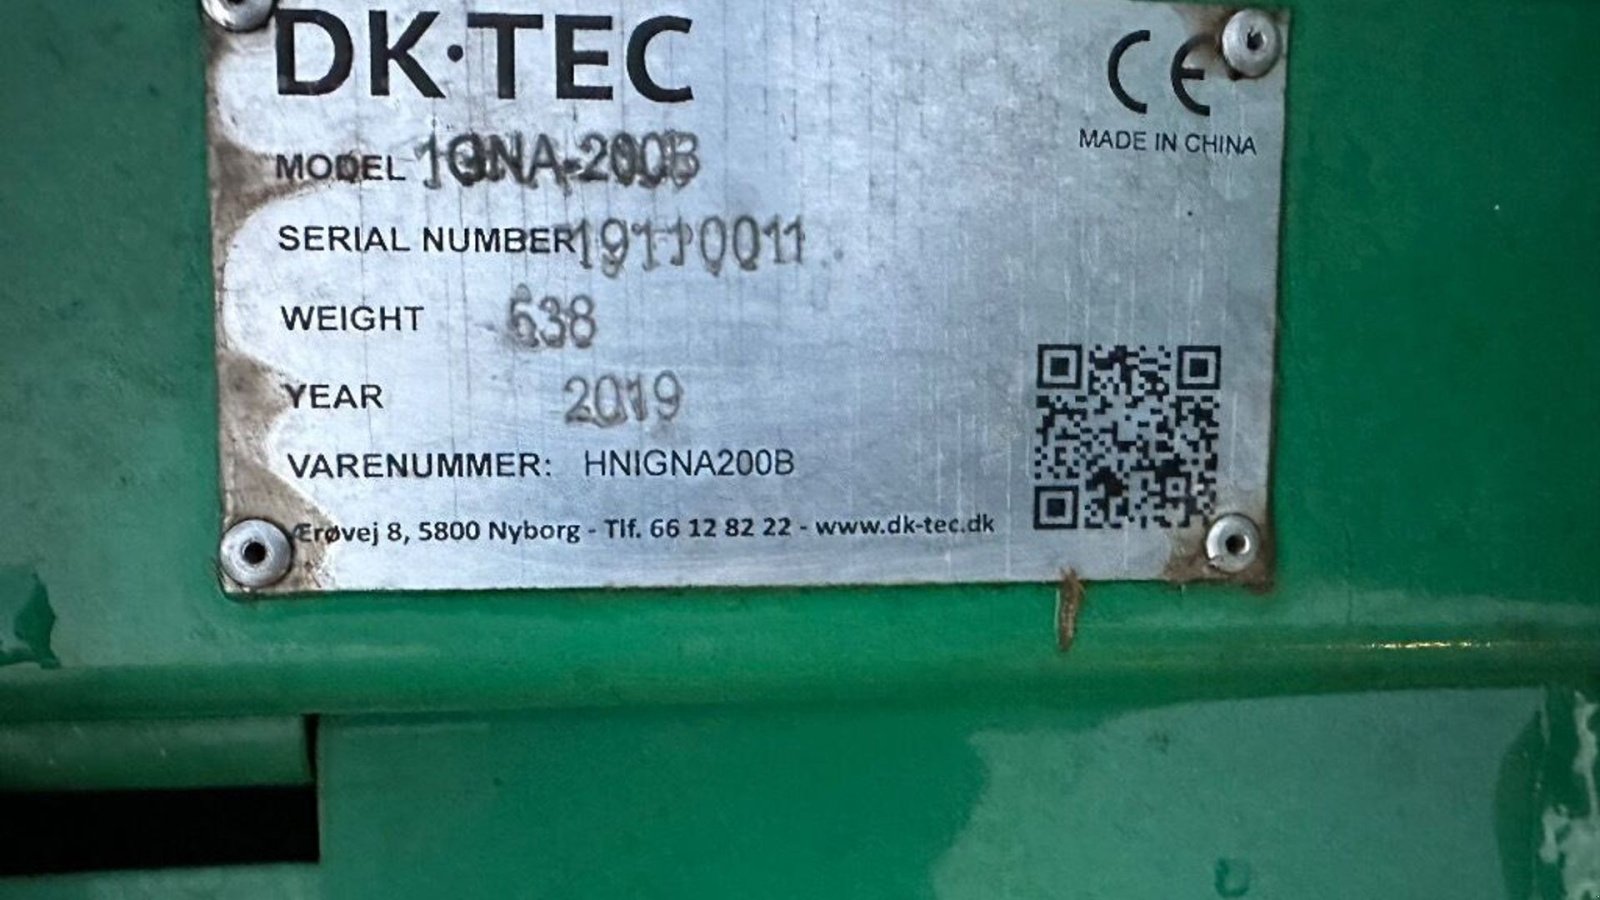 DK·TEC
CE
MADE IN CHINA
MODEL 1GNA-200B
SERIAL NUMBER 19110011
WEIGHT 638
YEAR 2019
VARENUMMER: HNIGNA200B
Ærøvej 8, 5800 Nyborg - Tlf. 66 12 82 22 - www.dk-tec.dk